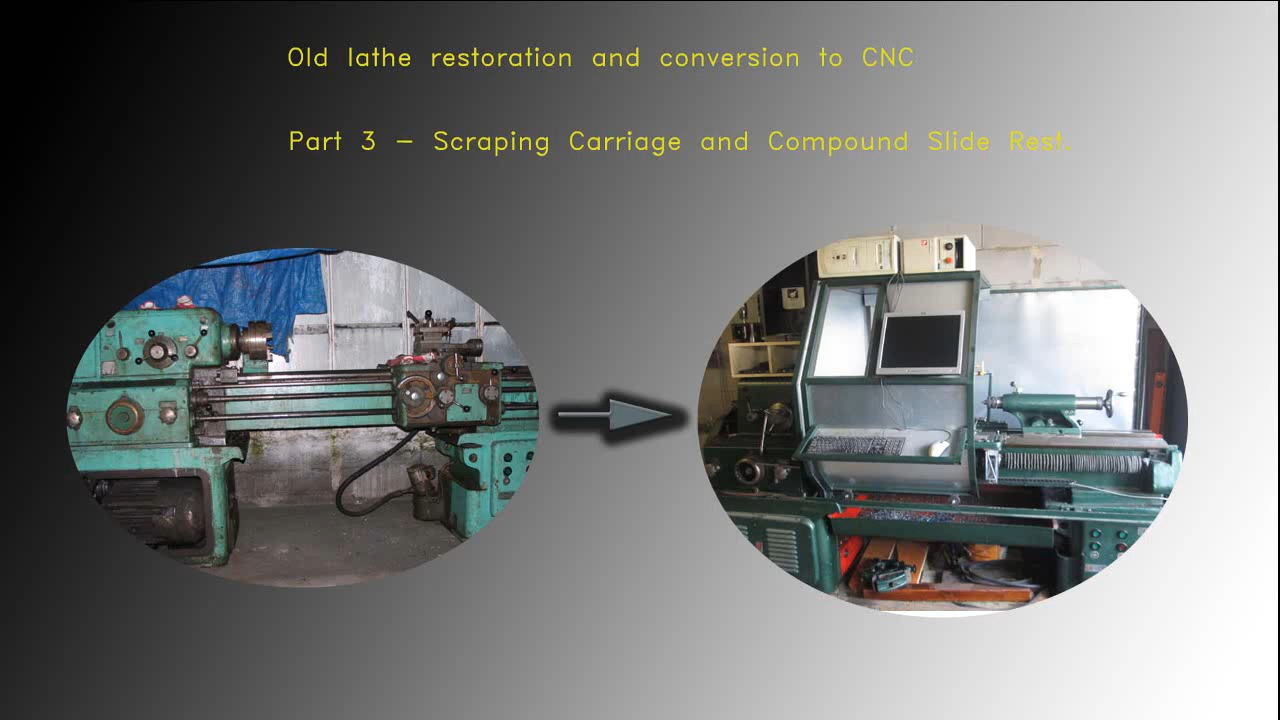 Old lathe restoration and conversion to CNC
Part 3 - Scraping Carriage and Compound Slide Rest.